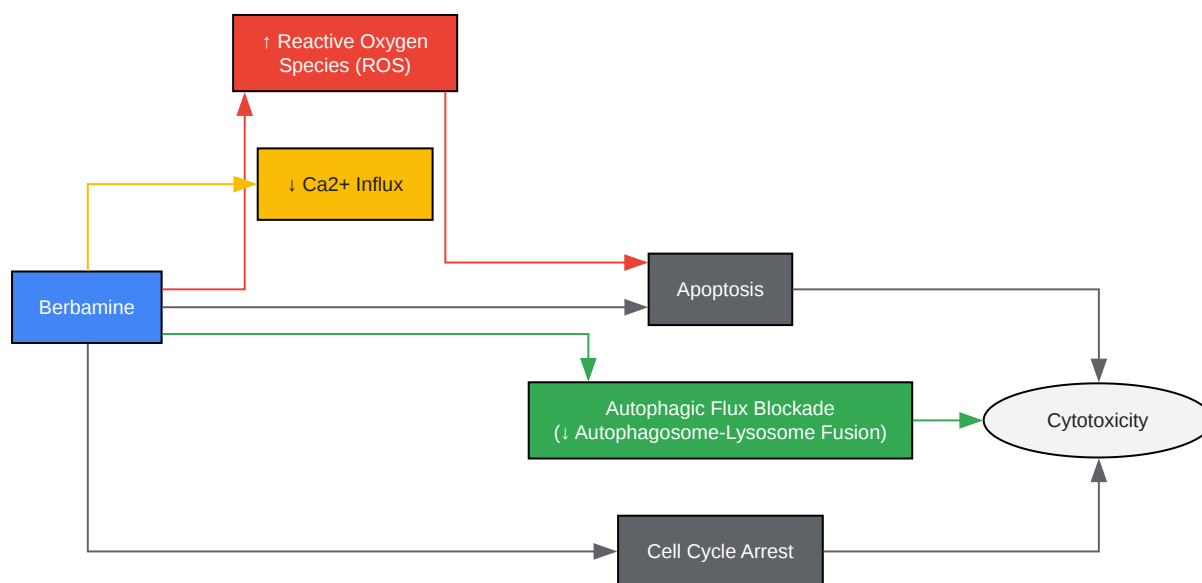 ↑ Reactive Oxygen
Species (ROS)
↓ Ca2+ Influx
Berbamine
Apoptosis
Autophagic Flux Blockade
(↓ Autophagosome-Lysosome Fusion)
Cytotoxicity
Cell Cycle Arrest